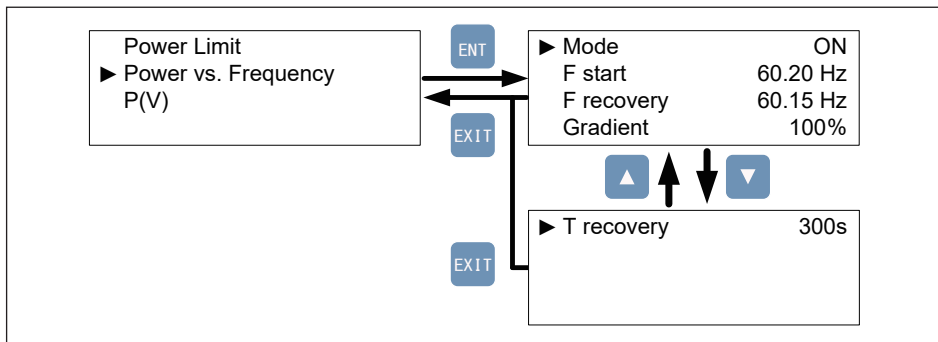 Power Limit
► Power vs. Frequency
P(V)
ENT
EXIT
► Mode ON
F start 60.20 Hz
F recovery 60.15 Hz
Gradient 100%
▲ ▼
EXIT
► T recovery 300s